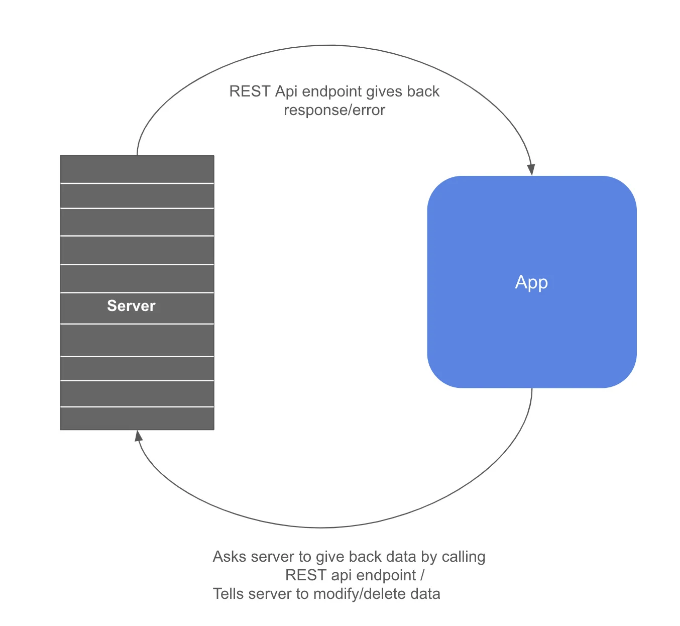 REST Api endpoint gives back
response/error
Server
App
Asks server to give back data by calling
REST api endpoint /
Tells server to modify/delete data